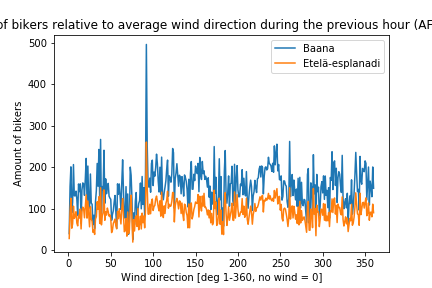 of bikers relative to average wind direction during the previous hour (AF
Baana
Etelä-esplanadi
500
400
300
200
100
0
Amount of bikers
0 50 100 150 200 250 300 350
Wind direction [deg 1-360, no wind = 0]